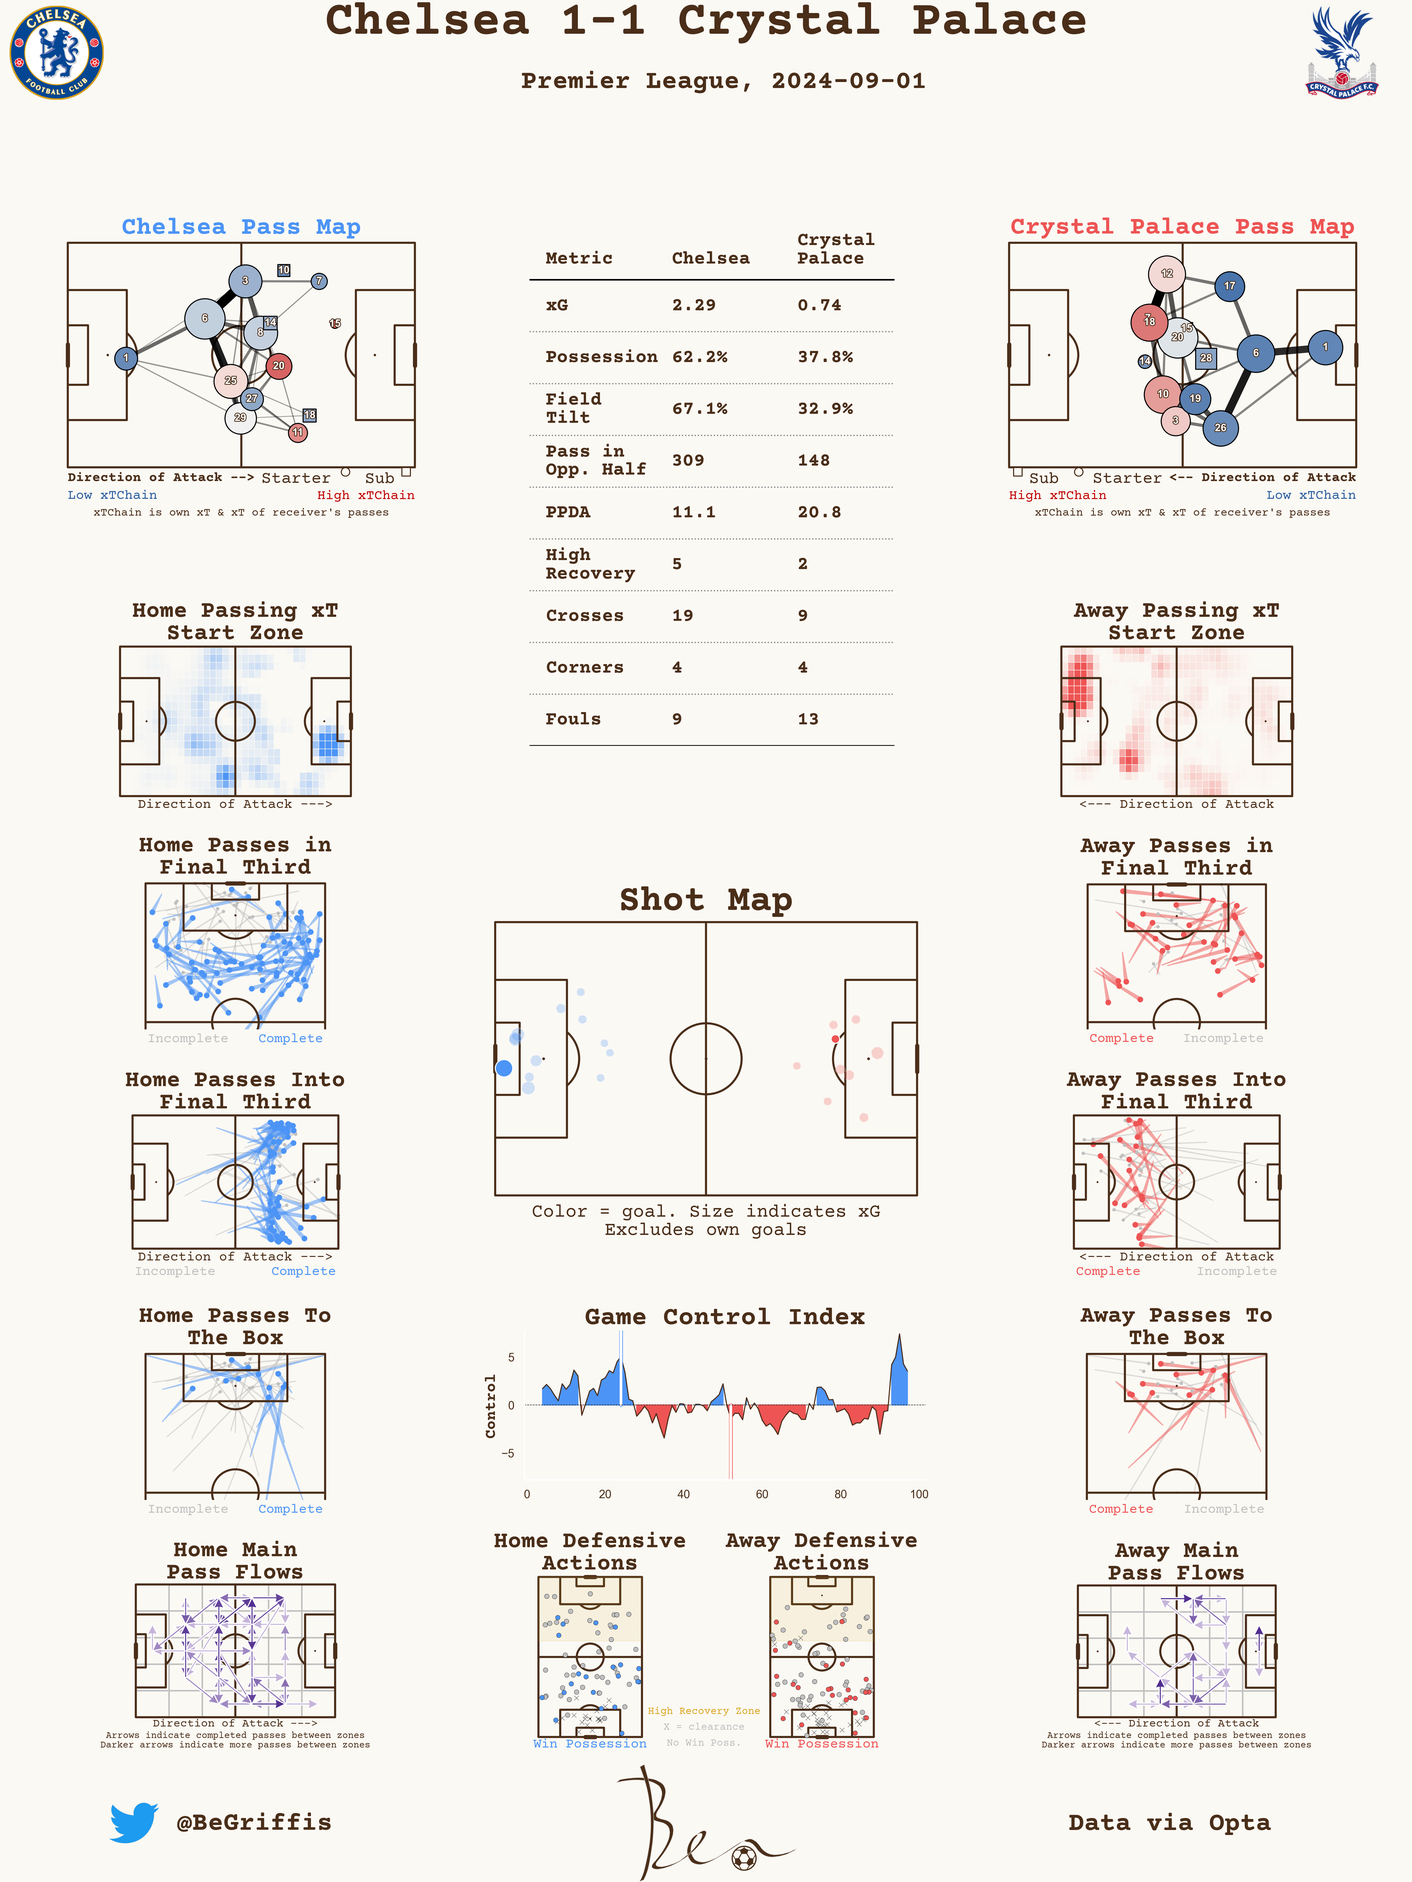 Chelsea 1-1 Crystal Palace
Premier League, 2024-09-01
CHELSEA
FOOTBALL CLUB
CRYSTAL PALACE F.C.
Chelsea Pass Map
3
10
7
6
14
8
15
1
20
25
27
29
18
11
Direction of Attack --> Starter Sub
Low xTChain High xTChain
xTChain is own xT & xT of receiver's passes
Metric Chelsea Crystal Palace
xG 2.29 0.74
Possession 62.2% 37.8%
Field Tilt 67.1% 32.9%
Pass in Opp. Half 309 148
PPDA 11.1 20.8
High Recovery 5 2
Crosses 19 9
Corners 4 4
Fouls 9 13
Crystal Palace Pass Map
12
17
7
18
15
20
14
28
6
1
10
19
3
26
Sub Starter <-- Direction of Attack
High xTChain Low xTChain
xTChain is own xT & xT of receiver's passes
Home Passing xT
Start Zone
Direction of Attack --->
Away Passing xT
Start Zone
<--- Direction of Attack
Home Passes in
Final Third
Incomplete Complete
Shot Map
Color = goal. Size indicates xG
Excludes own goals
Away Passes in
Final Third
Complete Incomplete
Home Passes Into
Final Third
Direction of Attack --->
Incomplete Complete
Away Passes Into
Final Third
<--- Direction of Attack
Complete Incomplete
Home Passes To
The Box
Incomplete Complete
Game Control Index
Control
5
0
−5
0 20 40 60 80 100
Away Passes To
The Box
Complete Incomplete
Home Main
Pass Flows
Direction of Attack --->
Arrows indicate completed passes between zones
Darker arrows indicate more passes between zones
Home Defensive
Actions
Win Possession
High Recovery Zone
X = clearance
No Win Poss.
Away Defensive
Actions
Win Possession
Away Main
Pass Flows
<--- Direction of Attack
Arrows indicate completed passes between zones
Darker arrows indicate more passes between zones
@BeGriffis
Ben
Data via Opta